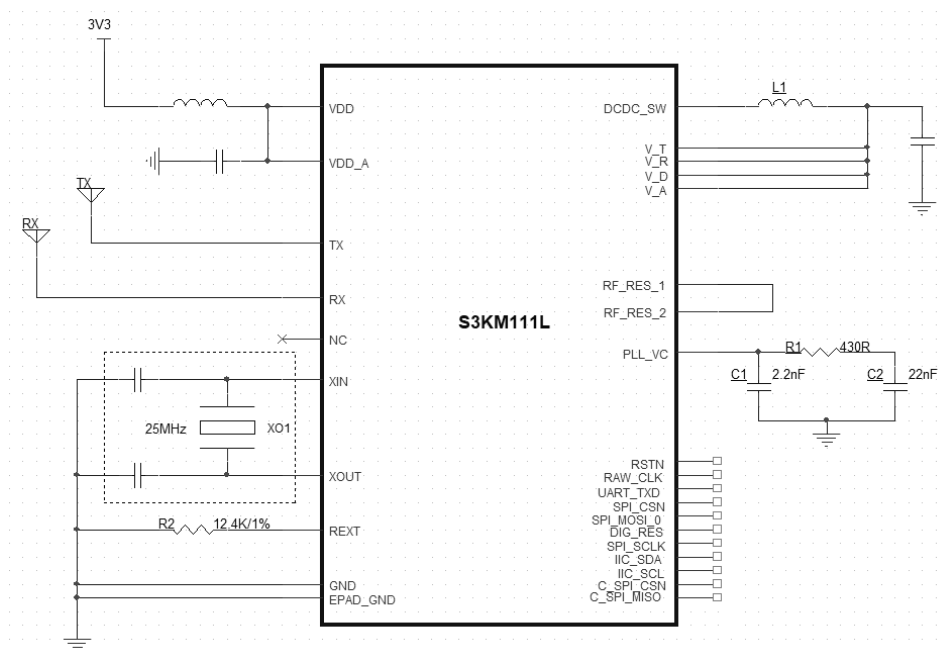 3V3
L1
VDD
DCDC_SW
VDD_A
V_T
V_R
V_D
V_A
TX
RX
TX
RX
RF_RES_1
RF_RES_2
S3KM111L
NC
PLL_VC
R1 430R
XIN
C1 2.2nF
C2 22nF
25MHz XO1
XOUT
RSTN
RAW_CLK
UART_TXD
SPI_CSN
SPI_MOSI_0
DIG_RES
SPI_SCLK
IIC_SDA
IIC_SCL
C_SPI_CSN
C_SPI_MISO
R2 12.4K/1%
REXT
GND
EPAD_GND